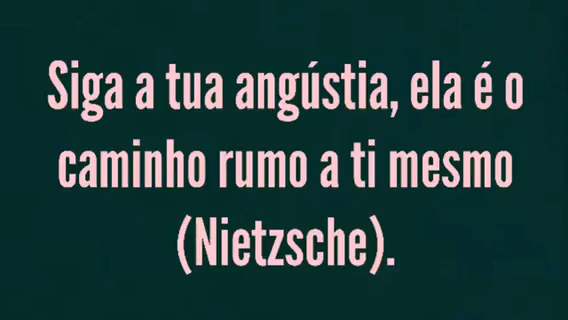 Siga a tua angústia, ela é o
caminho rumo a ti mesmo
(Nietzsche).